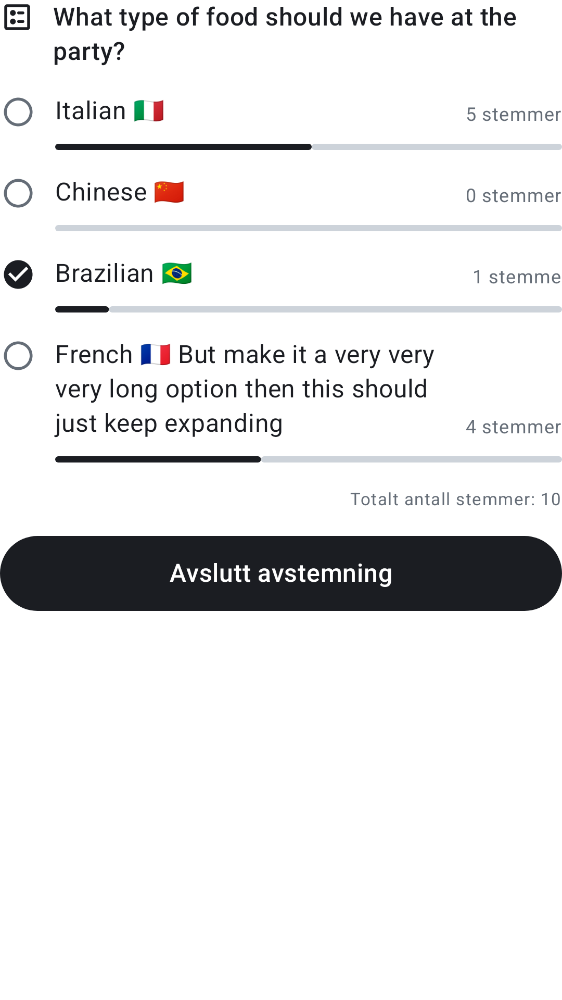 What type of food should we have at the
party?
Italian 🇮🇹
5 stemmer
Chinese 🇨🇳
0 stemmer
Brazilian 🇧🇷
1 stemme
French 🇫🇷 But make it a very very
very long option then this should
just keep expanding
4 stemmer
Totalt antall stemmer: 10
Avslutt avstemning